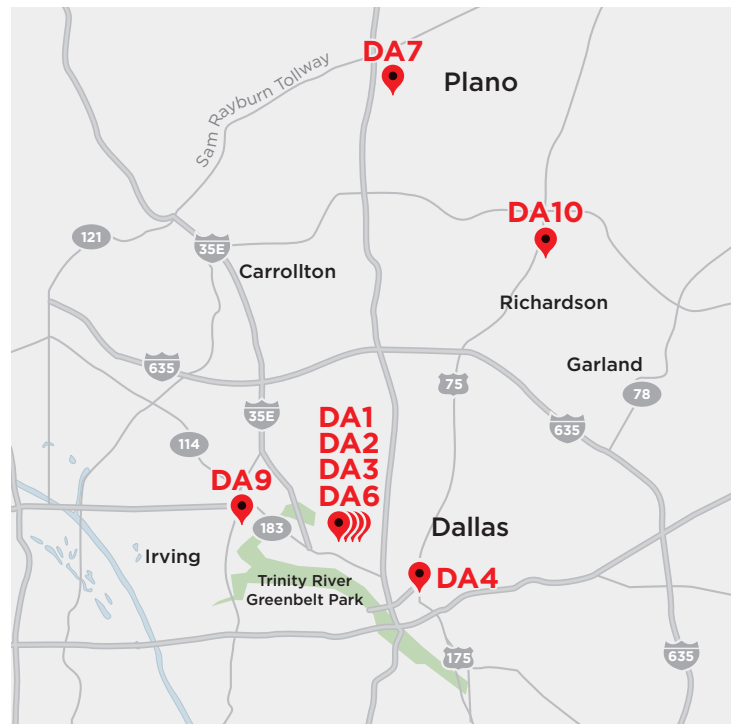 DA7
Plano
Sam Rayburn Tollway
DA10
121
35E
Carrollton
Richardson
635
Garland
75
78
35E
DA1
DA2
DA3
DA6
114
635
DA9
183
Dallas
Irving
Trinity River
Greenbelt Park
DA4
175
635